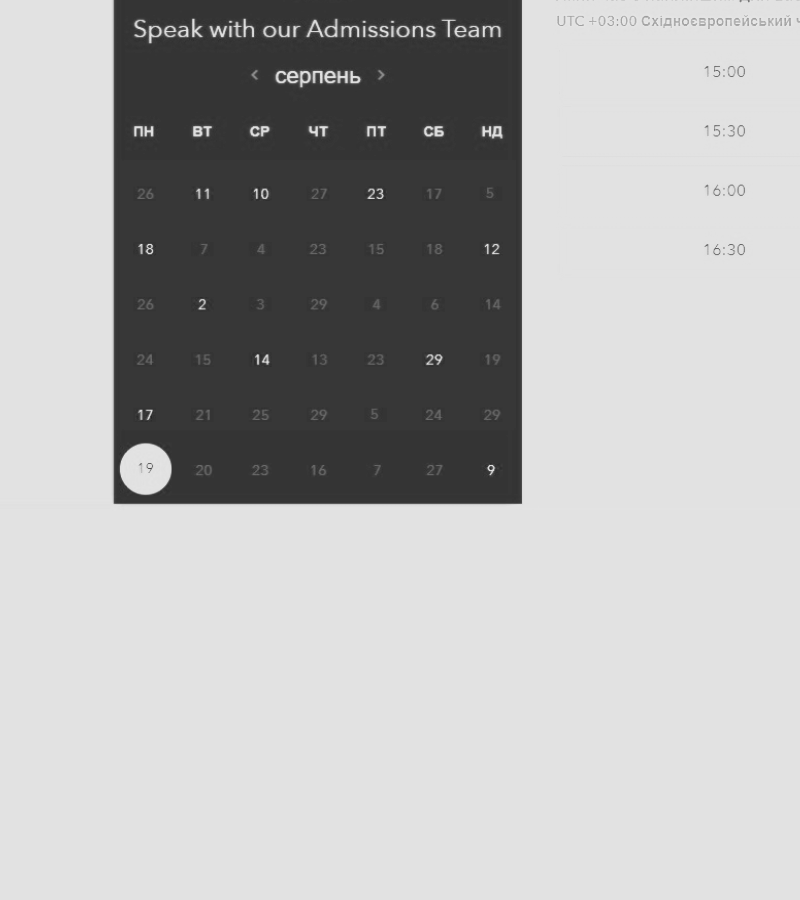 UTC +03:00 Східноєвропейський
Speak with our Admissions Team
‹ серпень ›
ПН ВТ СР ЧТ ПТ СБ НД
26 11 10 27 23 17 5
18 7 4 23 15 18 12
26 2 3 29 4 6 14
24 15 14 13 23 29 19
17 21 25 29 5 24 29
19 20 23 16 7 27 9
15:00
15:30
16:00
16:30